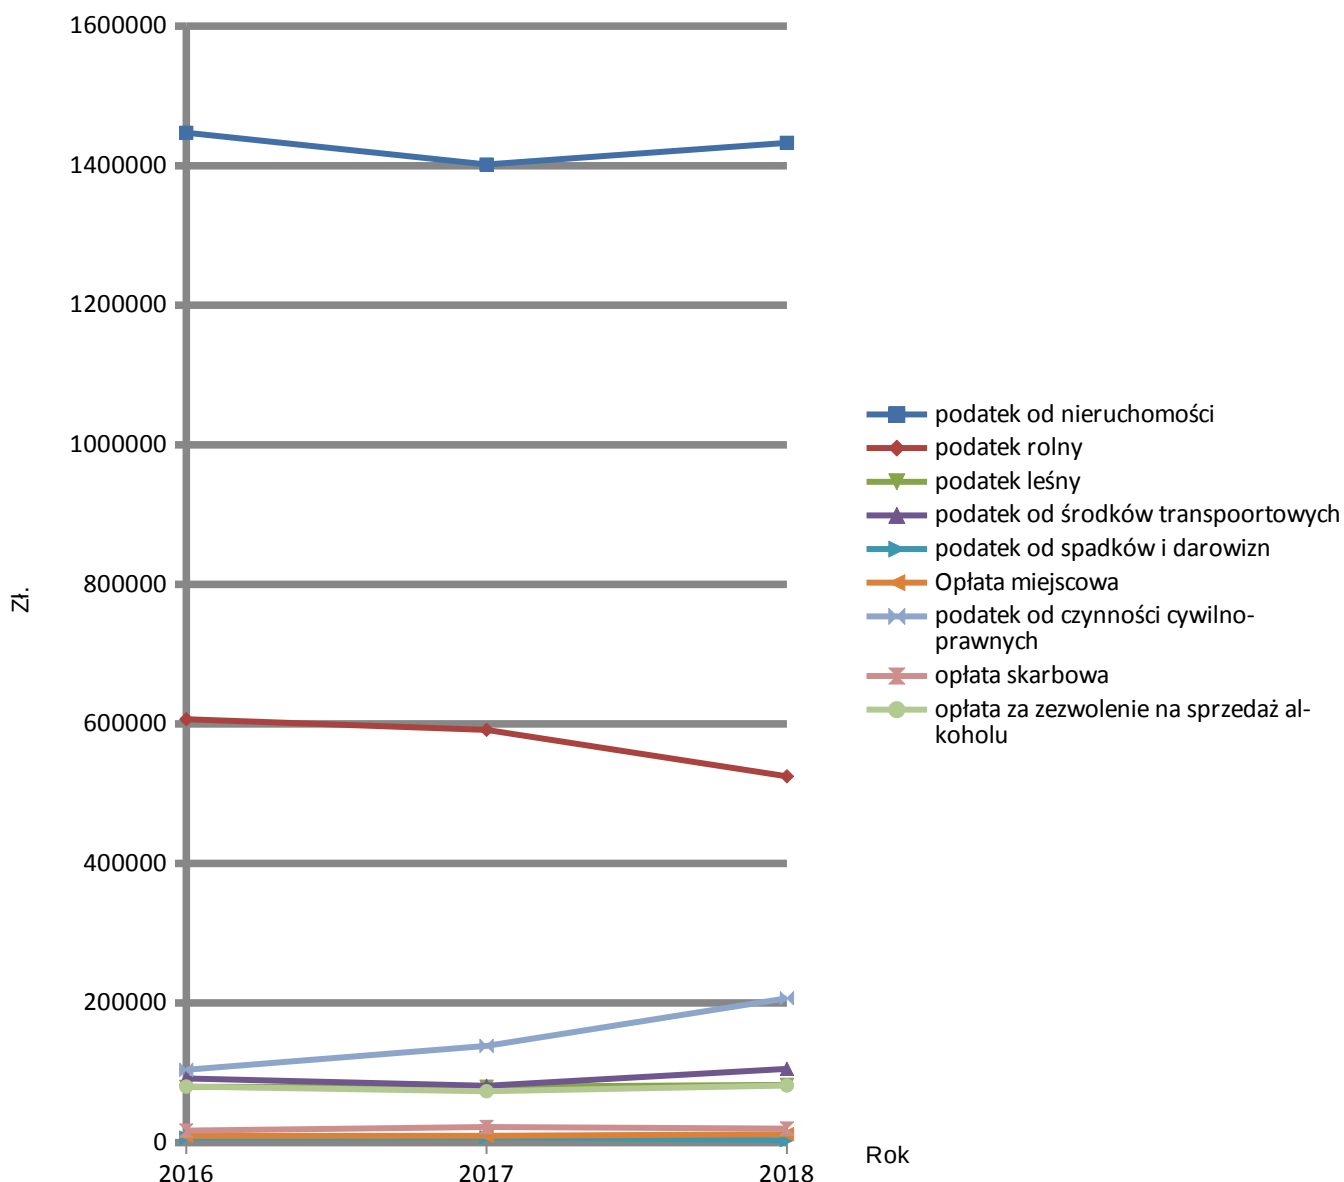 1600000
1400000
1200000
1000000
800000
600000
400000
200000
0
Zł.
2016
2017
2018
Rok
podatek od nieruchomości
podatek rolny
podatek leśny
podatek od środków transpoortowych
podatek od spadków i darowizn
Opłata miejscowa
podatek od czynności cywilno-
prawnych
opłata skarbowa
opłata za zezwolenie na sprzedaż al-
koholu